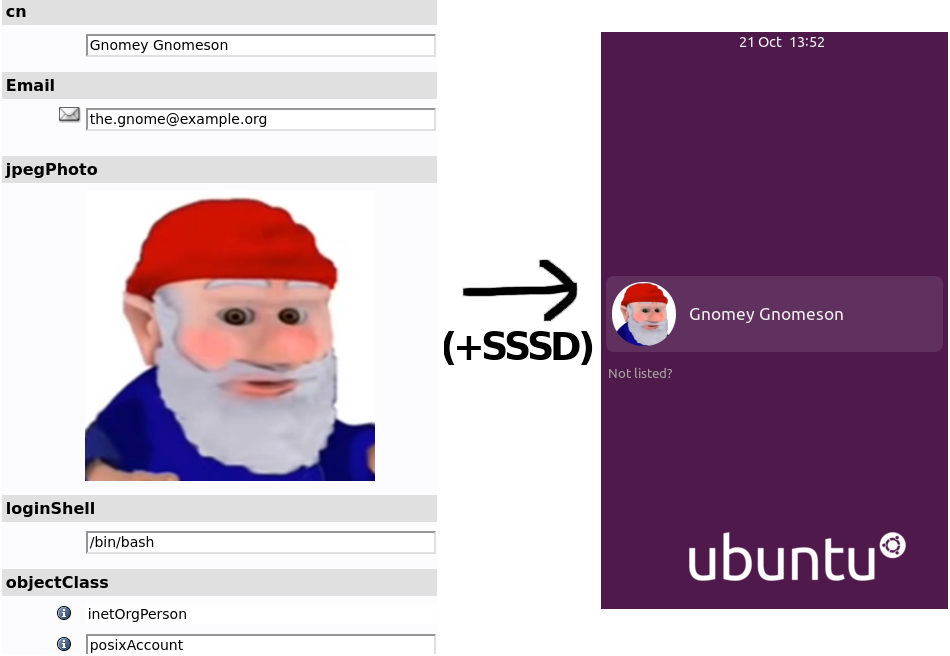 cn
Gnomey Gnomeson
Email
the.gnome@example.org
jpegPhoto
loginShell
/bin/bash
objectClass
inetOrgPerson
posixAccount
(+SSSD)
21 Oct 13:52
Gnomey Gnomeson
Not listed?
ubuntu